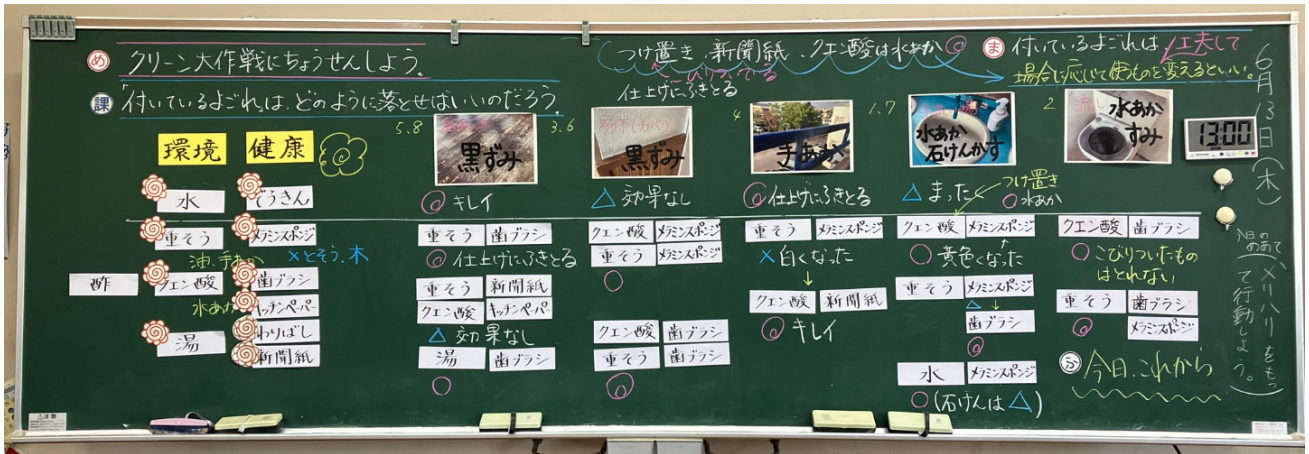 め クリーン大作戦にちょうせんしよう。
課 付いているよごれは、どのように落とせばいいのだろう。
つけ置き、新聞紙、クエン酸は水あか◎
こびりついてる
仕上げにふきとる
ま 付いているよごれは、工夫して
場合に応じて使うものを変えるといい。
6月13日(木)
13:00
環境 健康
水 ぞうきん
重そう メラミンスポンジ
油、手あか ×とそう、木
酢 クエン酸 歯ブラシ
水あか キッチンペーパー
湯 わりばし
新聞紙
5.8
黒ずみ
◎ キレイ
重そう 歯ブラシ
◎ 仕上げにふきとる
重そう 新聞紙
クエン酸 キッチンペーパー
△ 効果なし
湯 歯ブラシ
○
3.6
黒ずみ
△ 効果なし
クエン酸 メラミンスポンジ
重そう メラミンスポンジ
○
クエン酸 歯ブラシ
重そう 歯ブラシ
◎
4
手あか
◎仕上げにふきとる
重そう メラミンスポンジ
×白くなった
↓
クエン酸 新聞紙
◎ キレイ
1.7
水あか
石けんかす
△ まった
つけ置き
○水あか
クエン酸 メラミンスポンジ
○ 黄色くなった
重そう メラミンスポンジ
△ ↓
歯ブラシ
◎
水 メラミンスポンジ
○(石けんは△)
2
水あか
すみ
クエン酸 歯ブラシ
○ こびりついたもの
はとれない
重そう 歯ブラシ
◎ メラミンスポンジ
ふ 今日、これから
今日のめあて メリハリをもって行動しよう。